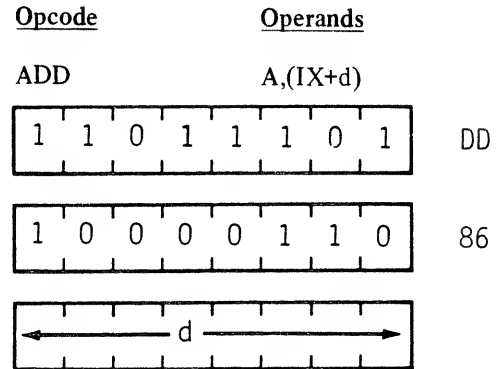 Opcode Operands
ADD A,(IX+d)
1 1 0 1 1 1 0 1 DD
1 0 0 0 0 1 1 0 86
d